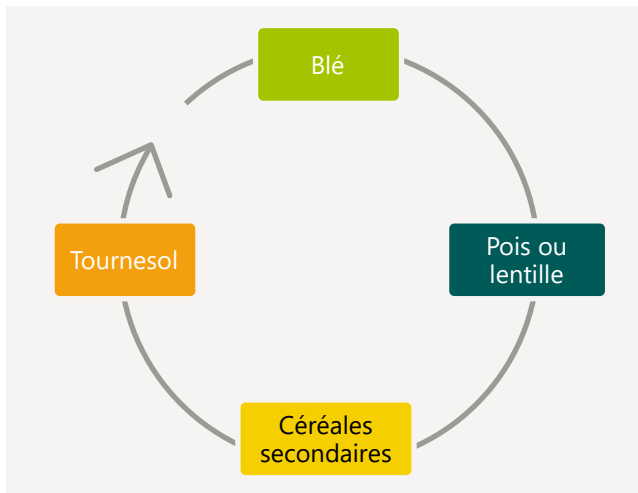 Blé
Pois ou
lentille
Céréales
secondaires
Tournesol